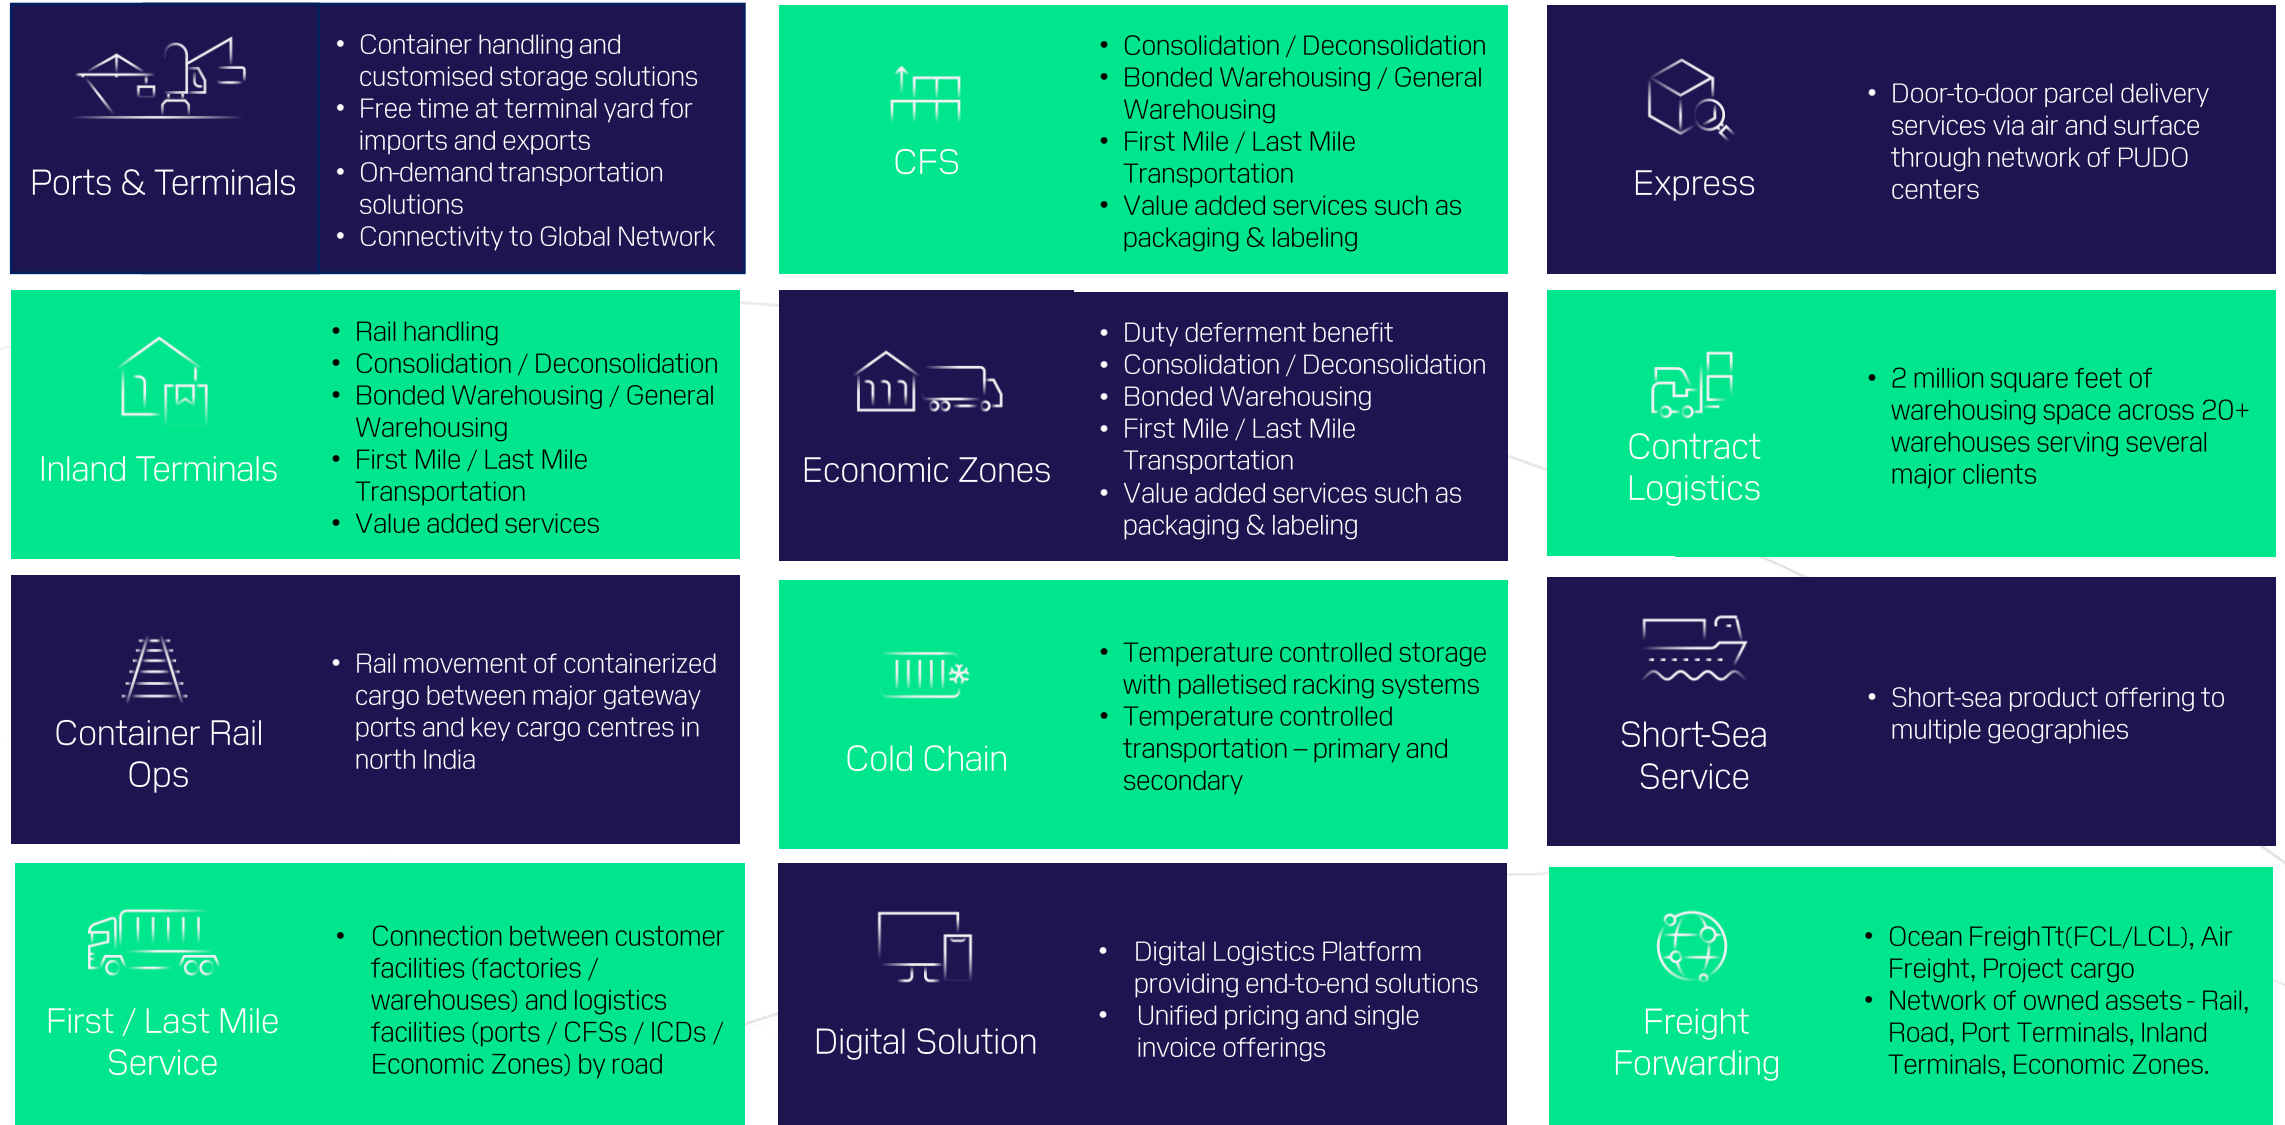 Ports & Terminals
• Container handling and
customised storage solutions
• Free time at terminal yard for
imports and exports
• On-demand transportation
solutions
• Connectivity to Global Network
CFS
• Consolidation / Deconsolidation
• Bonded Warehousing / General
Warehousing
• First Mile / Last Mile
Transportation
• Value added services such as
packaging & labeling
Express
• Door-to-door parcel delivery
services via air and surface
through network of PUDO
centers
Inland Terminals
• Rail handling
• Consolidation / Deconsolidation
• Bonded Warehousing / General
Warehousing
• First Mile / Last Mile
Transportation
• Value added services
Economic Zones
• Duty deferment benefit
• Consolidation / Deconsolidation
• Bonded Warehousing
• First Mile / Last Mile
Transportation
• Value added services such as
packaging & labeling
Contract
Logistics
• 2 million square feet of
warehousing space across 20+
warehouses serving several
major clients
Container Rail
Ops
• Rail movement of containerized
cargo between major gateway
ports and key cargo centres in
north India
Cold Chain
• Temperature controlled storage
with palletised racking systems
• Temperature controlled
transportation – primary and
secondary
Short-Sea
Service
• Short-sea product offering to
multiple geographies
First / Last Mile
Service
• Connection between customer
facilities (factories /
warehouses) and logistics
facilities (ports / CFSs / ICDs /
Economic Zones) by road
Digital Solution
• Digital Logistics Platform
providing end-to-end solutions
• Unified pricing and single
invoice offerings
Freight
Forwarding
• Ocean FreighTt(FCL/LCL), Air
Freight, Project cargo
• Network of owned assets - Rail,
Road, Port Terminals, Inland
Terminals, Economic Zones.